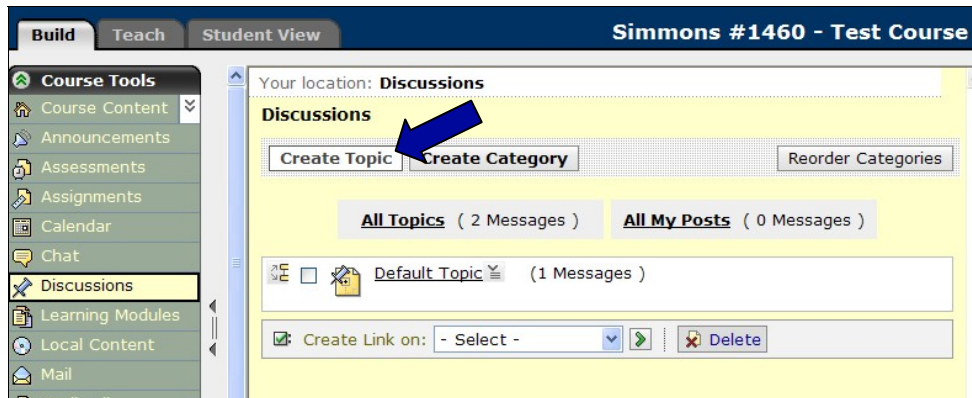 Build Teach Student View Simmons #1460 - Test Course
Course Tools
Course Content
Announcements
Assessments
Assignments
Calendar
Chat
Discussions
Learning Modules
Local Content
Mail
Your location: Discussions
Discussions
Create Topic Create Category Reorder Categories
All Topics ( 2 Messages ) All My Posts ( 0 Messages )
Default Topic (1 Messages )
Create Link on: - Select - Delete